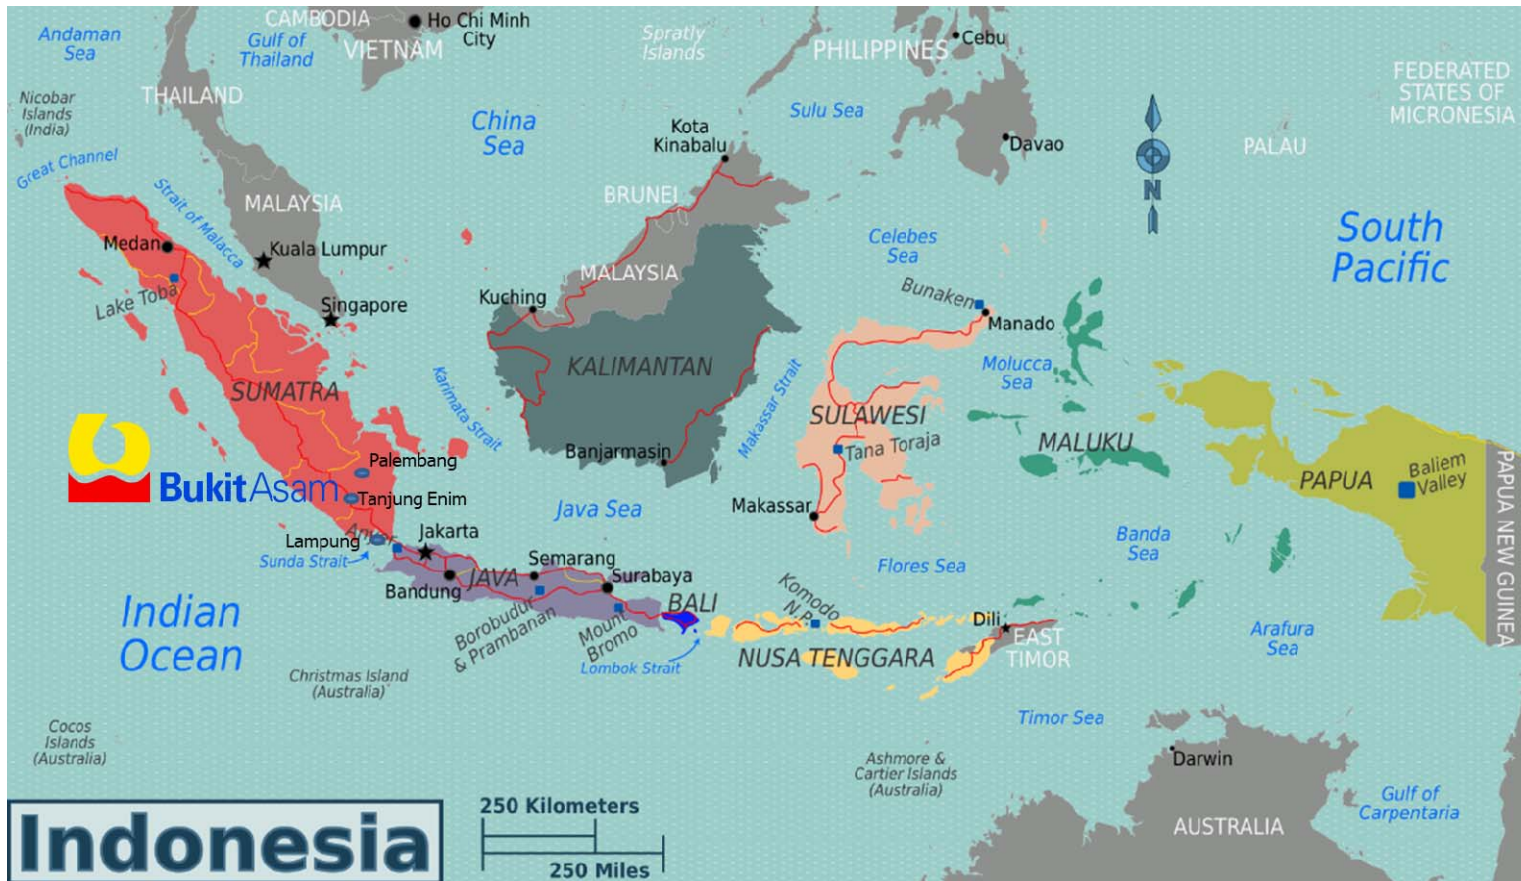 Andaman
Sea
CAMBODIA
Gulf of
Thailand
Ho Chi Minh
City
VIETNAM
Spratly
Islands
PHILIPPINES
Cebu
FEDERATED
STATES OF
MICRONESIA
Nicobar
Islands
(India)
THAILAND
China
Sea
Sulu Sea
Kota
Kinabalu
Davao
PALAU
N
Great Channel
Strait of Malacca
MALAYSIA
BRUNEI
South
Pacific
Medan
Kuala Lumpur
Celebes
Sea
MALAYSIA
Lake Toba
Singapore
Kuching
Bunaken
Manado
SUMATRA
KALIMANTAN
Molucca
Sea
Karimata Strait
Makassar Strait
SULAWESI
Tana Toraja
MALUKU
Banjarmasin
PAPUA
Baliem
Valley
PAPUA NEW GUINEA
BukitAsam
Palembang
Tanjung Enim
Java Sea
Makassar
Lampung
Anyer
Jakarta
Sunda Strait
Banda
Sea
Flores Sea
Semarang
Bandung
JAVA
Surabaya
Borobudur
& Prambanan
Mount
Bromo
BALI
Komodo
N.P.
Dili
EAST
TIMOR
Indian
Ocean
Lombok Strait
NUSA TENGGARA
Arafura
Sea
Christmas Island
(Australia)
Timor Sea
Cocos
Islands
(Australia)
Ashmore &
Cartier Islands
(Australia)
Darwin
Gulf of
Carpentaria
AUSTRALIA
Indonesia
250 Kilometers
250 Miles